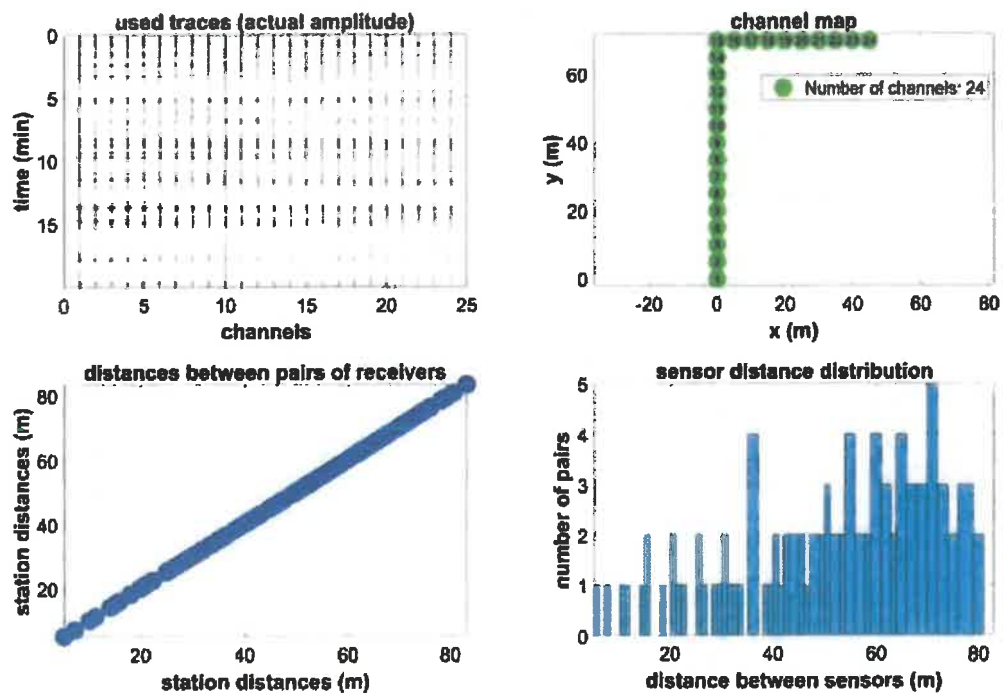 used traces (actual amplitude)
0
5
10
15
time (min)
0
5
10
15
20
25
channels
channel map
60
40
20
0
y (m)
Number of channels: 24
-20
0
20
40
60
80
x (m)
distances between pairs of receivers
80
60
40
20
station distances (m)
20
40
60
80
station distances (m)
sensor distance distribution
5
4
3
2
1
0
number of pairs
20
40
60
80
distance between sensors (m)